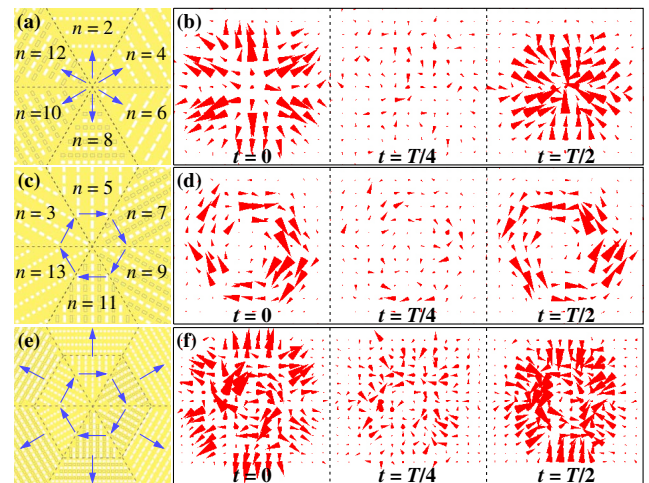 (a)
n = 2
n = 12
n = 4
n = 10
n = 6
n = 8
(b)
t = 0
t = T/4
t = T/2
(c)
n = 5
n = 3
n = 7
n = 13
n = 9
n = 11
(d)
t = 0
t = T/4
t = T/2
(e)
(f)
t = 0
t = T/4
t = T/2